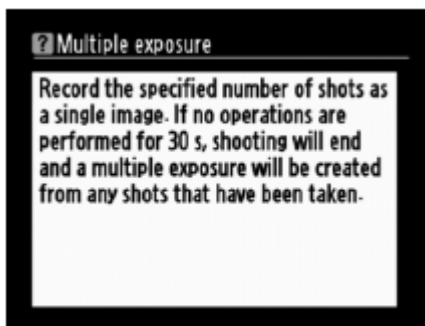 ? Multiple exposure
Record the specified number of shots as
a single image. If no operations are
performed for 30 s, shooting will end
and a multiple exposure will be created
from any shots that have been taken.